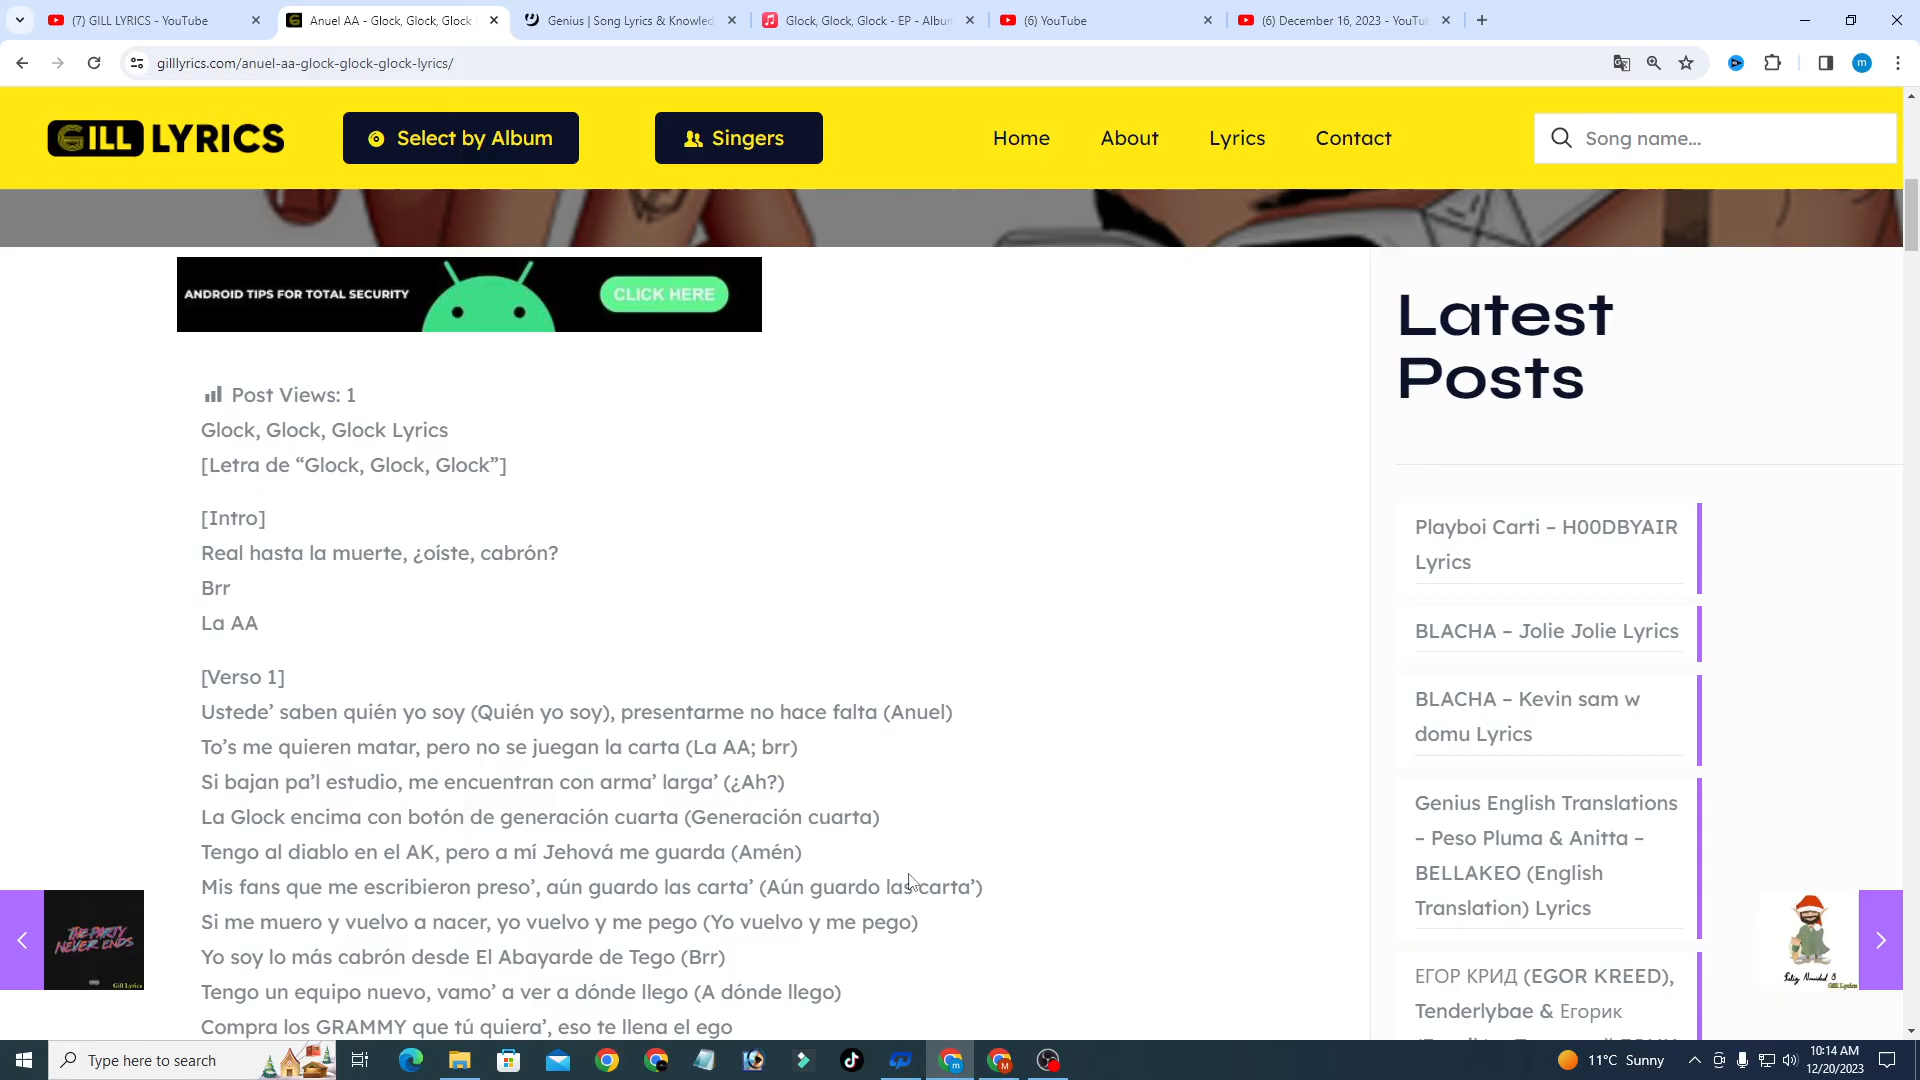 (7) GILL LYRICS - YouTube
Anuel AA - Glock, Glock, Glock
Genius | Song Lyrics & Knowled
Glock, Glock, Glock - EP - Album
(6) YouTube
(6) December 16, 2023 - YouTu
gilllyrics.com/anuel-aa-glock-glock-glock-lyrics/
m
GILL LYRICS
Select by Album
Singers
Home
About
Lyrics
Contact
Song name...
ANDROID TIPS FOR TOTAL SECURITY
CLICK HERE
Latest
Posts
Post Views: 1
Glock, Glock, Glock Lyrics
[Letra de “Glock, Glock, Glock”]
[Intro]
Real hasta la muerte, ¿oíste, cabrón?
Brr
La AA
[Verso 1]
Ustede’ saben quién yo soy (Quién yo soy), presentarme no hace falta (Anuel)
To’s me quieren matar, pero no se juegan la carta (La AA; brr)
Si bajan pa’l estudio, me encuentran con arma’ larga’ (¿Ah?)
La Glock encima con botón de generación cuarta (Generación cuarta)
Tengo al diablo en el AK, pero a mí Jehová me guarda (Amén)
Mis fans que me escribieron preso’, aún guardo las carta’ (Aún guardo las carta’)
Si me muero y vuelvo a nacer, yo vuelvo y me pego (Yo vuelvo y me pego)
Yo soy lo más cabrón desde El Abayarde de Tego (Brr)
Tengo un equipo nuevo, vamo’ a ver a dónde llego (A dónde llego)
Compra los GRAMMY que tú quiera’, eso te llena el ego
Playboi Carti – H00DBYAIR
Lyrics
BLACHA – Jolie Jolie Lyrics
BLACHA – Kevin sam w
domu Lyrics
Genius English Translations
– Peso Pluma & Anitta –
BELLAKEO (English
Translation) Lyrics
ЕГОР КРИД (EGOR KREED),
Tenderlybae & Егорик
THE PARTY
NEVER ENDS
Gill Lyrics
Feliz Navidad 8
Gill Lyrics
Type here to search
11°C Sunny
10:14 AM
12/20/2023